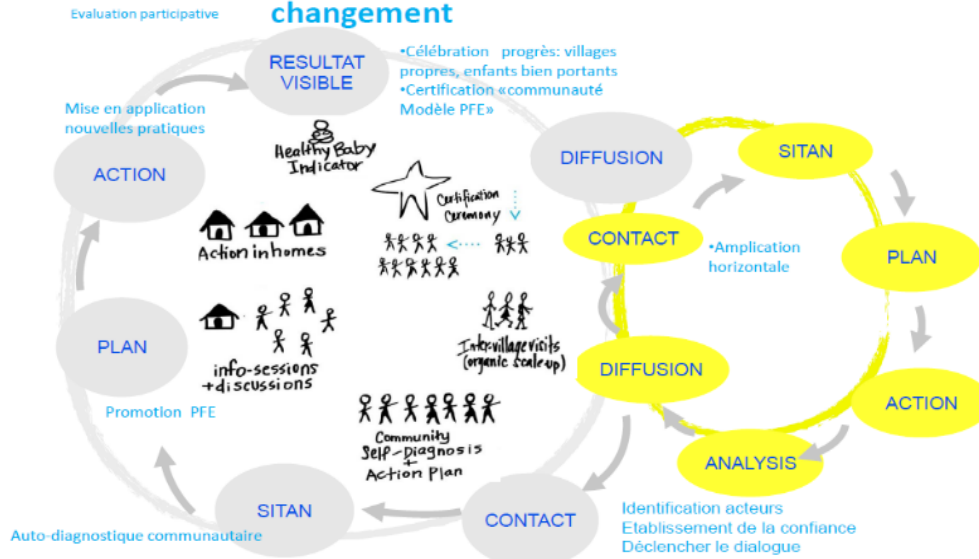 Evaluation participative
changement
RESULTAT
VISIBLE
•Célébration progrès: villages
propres, enfants bien portants
•Certification «communauté
Modèle PFE»
Mise en application
nouvelles pratiques
ACTION
Healthy Baby
Indicator
DIFFUSION
SITAN
Certification
Ceremony
CONTACT
•Amplication
horizontale
PLAN
Action in homes
PLAN
info-sessions
+discussions
Inter-village visits
(organic scale up)
DIFFUSION
ACTION
Promotion PFE
Community
Self-Diagnosis
+
Action Plan
ANALYSIS
SITAN
CONTACT
Identification acteurs
Etablissement de la confiance
Déclencher le dialogue
Auto-diagnostique communautaire